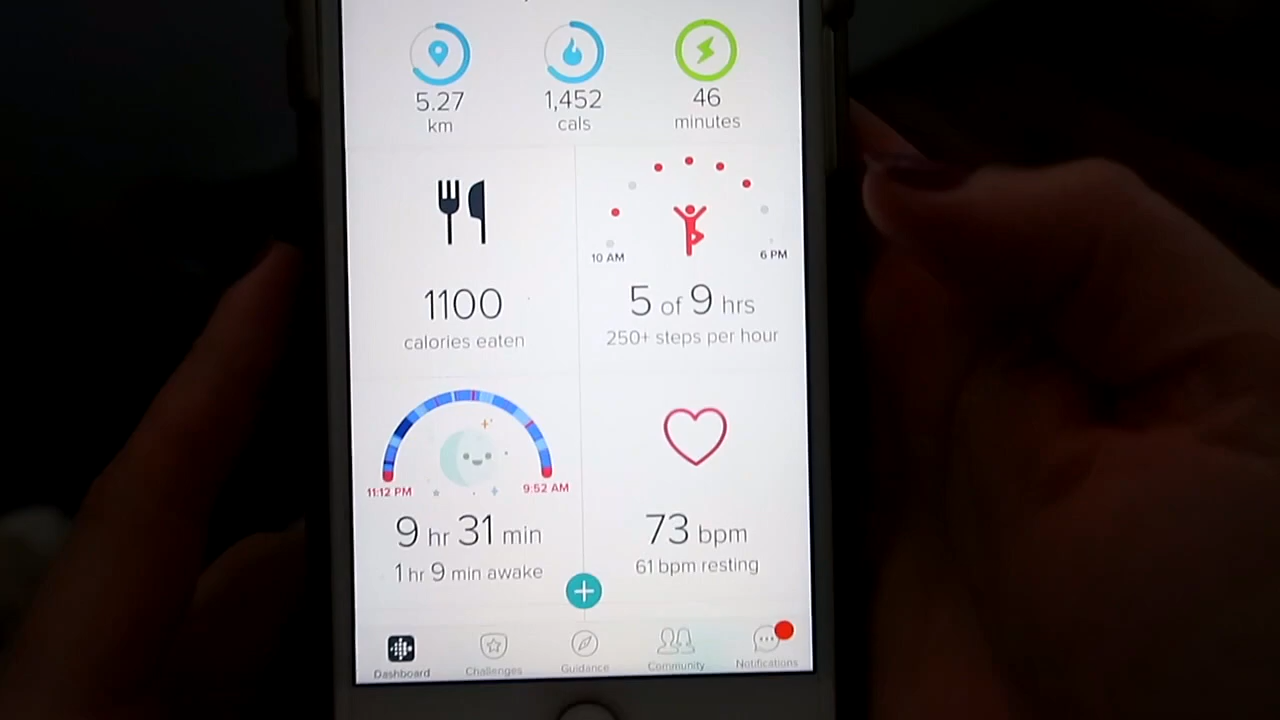 5.27 1,452 46
km cals minutes
10 AM 6 PM
1100
calories eaten
5 of 9 hrs
250+ steps per hour
11:12 PM 9:52 AM
9 hr 31 min
1 hr 9 min awake
73 bpm
61 bpm resting
Dashboard Challenges Guidance Community Notifications